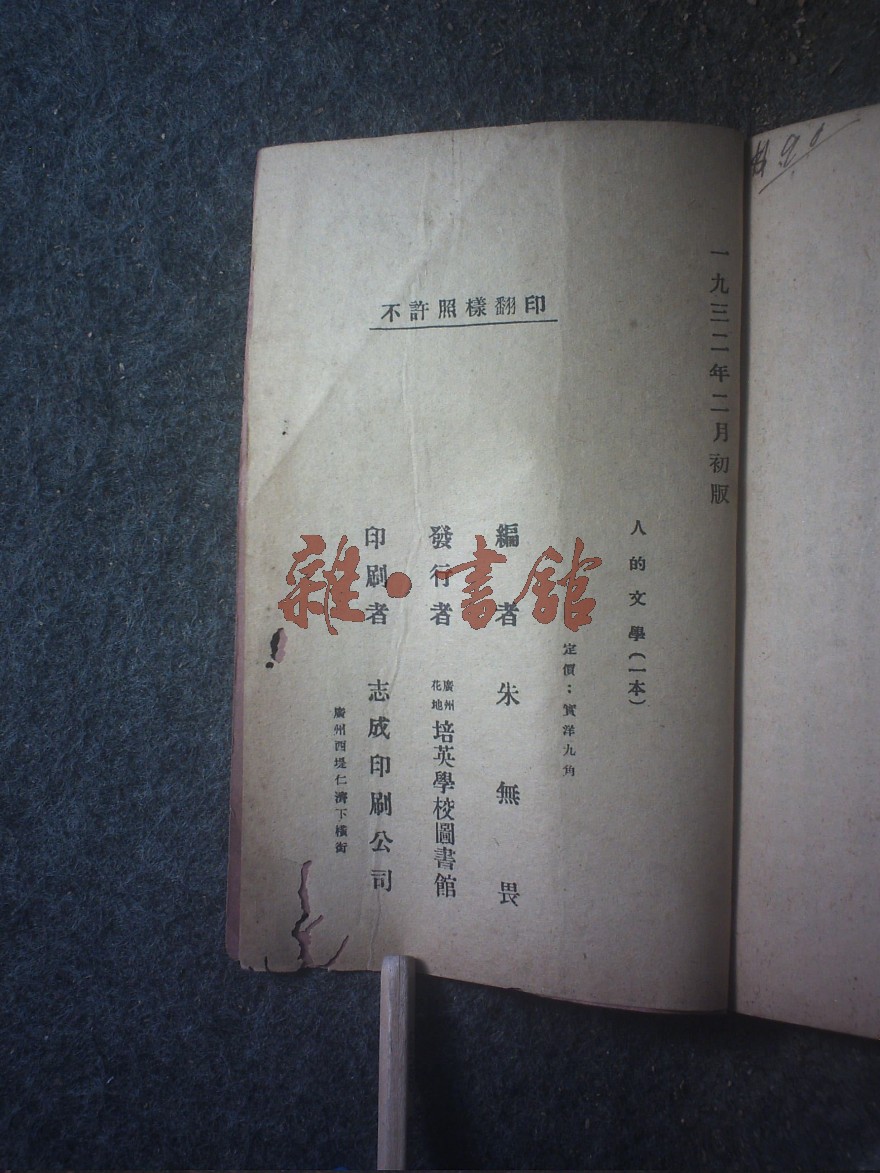 一九三二年二月初版
人的文學(一本)
定價:實洋九角
編者 朱無畏
發行者 廣州花地 培英學校圖書館
印刷者 志成印刷公司
廣州西堤仁濟下橫街
不許照樣翻印
雜·書館